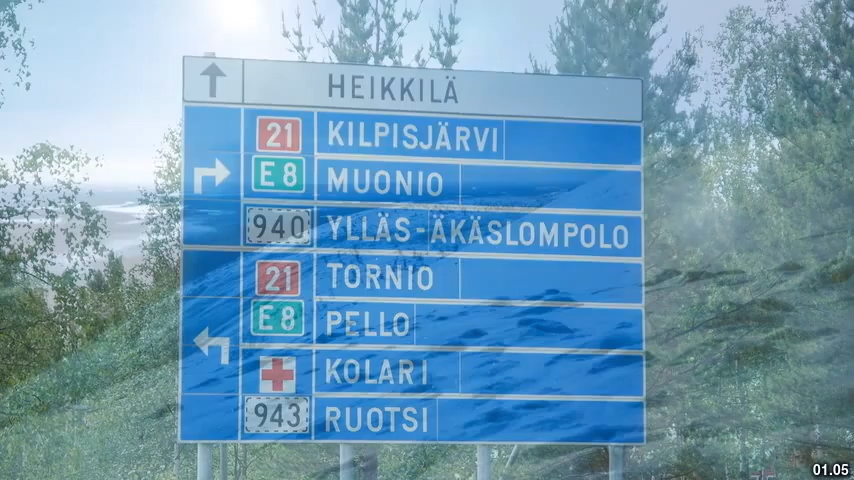 HEIKKILÄ
21 KILPISJÄRVI
E 8 MUONIO
940 YLLÄS-ÄKÄSLOMPOLO
21 TORNIO
E 8 PELLO
KOLARI
943 RUOTSI
01.05